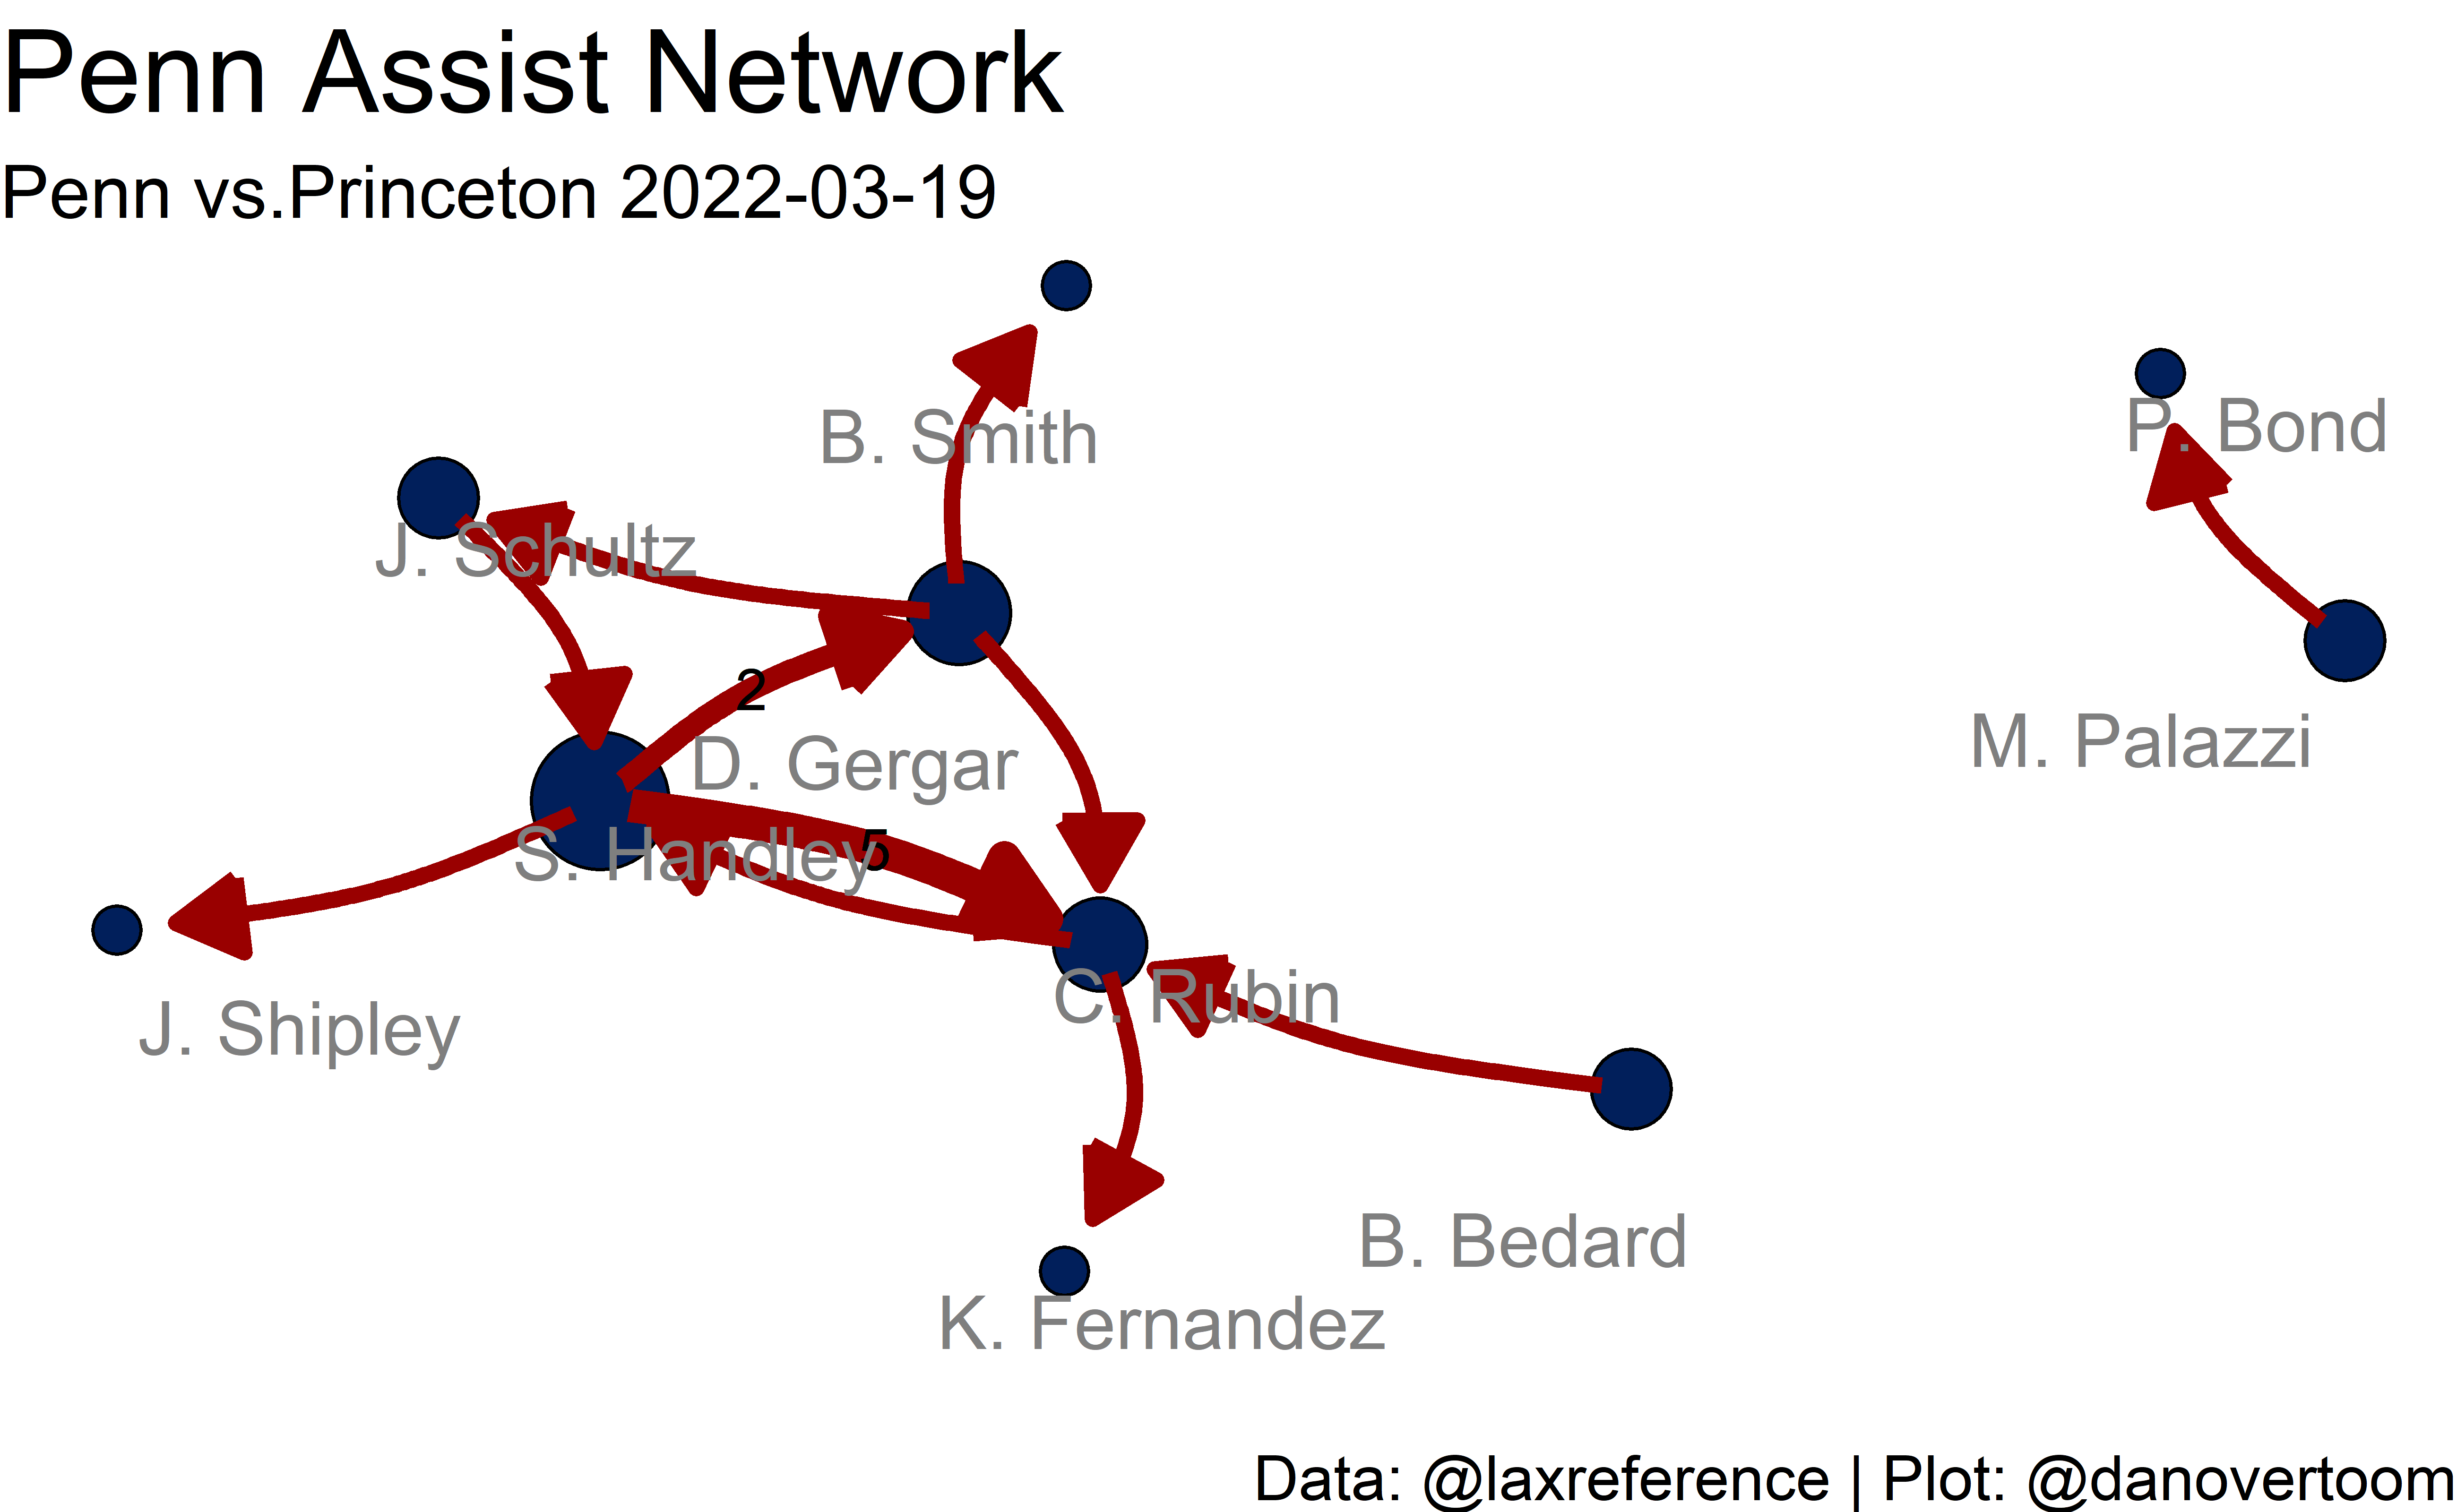 Penn Assist Network
Penn vs.Princeton 2022-03-19
P. Bond
B. Smith
J. Schultz
2
M. Palazzi
D. Gergar
5
S. Handley
C. Rubin
J. Shipley
B. Bedard
K. Fernandez
Data: @laxreference | Plot: @danovertoom